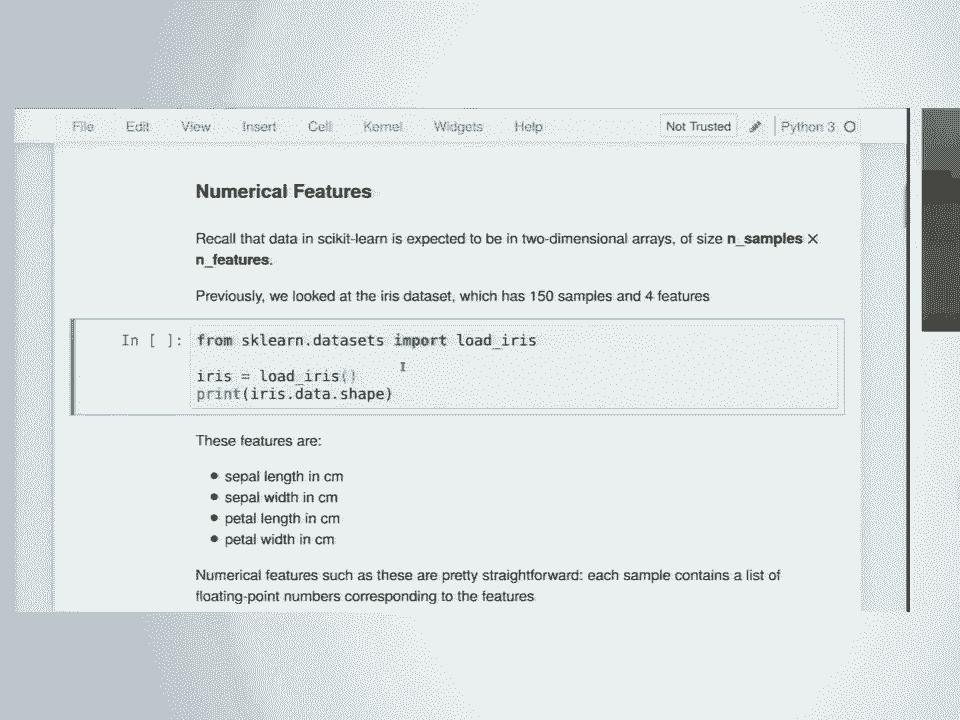 File Edit View Insert Cell Kernel Widgets Help Not Trusted Python 3
Numerical Features
Recall that data in scikit-learn is expected to be in two-dimensional arrays, of size n_samples ×
n_features.
Previously, we looked at the iris dataset, which has 150 samples and 4 features
In [ ]: from sklearn.datasets import load_iris
iris = load_iris()
print(iris.data.shape)
These features are:
● sepal length in cm
● sepal width in cm
● petal length in cm
● petal width in cm
Numerical features such as these are pretty straightforward: each sample contains a list of
floating-point numbers corresponding to the features